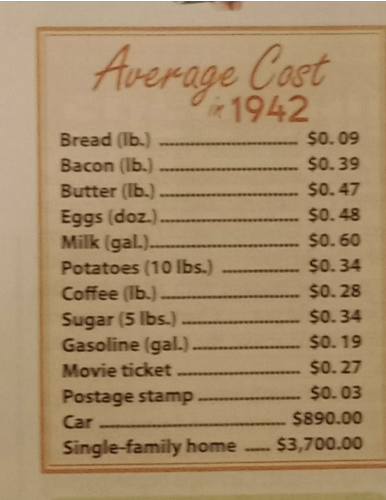 Average Cost
in 1942
Bread (lb.) ........................ $0.09
Bacon (lb.) ........................ $0.39
Butter (lb.) ........................ $0.47
Eggs (doz.) ........................ $0.48
Milk (gal.) ........................ $0.60
Potatoes (10 lbs.) ............. $0.34
Coffee (lb.) ........................ $0.28
Sugar (5 lbs.) .................... $0.34
Gasoline (gal.) .................. $0.19
Movie ticket ..................... $0.27
Postage stamp ................. $0.03
Car ................................ $890.00
Single-family home ..... $3,700.00